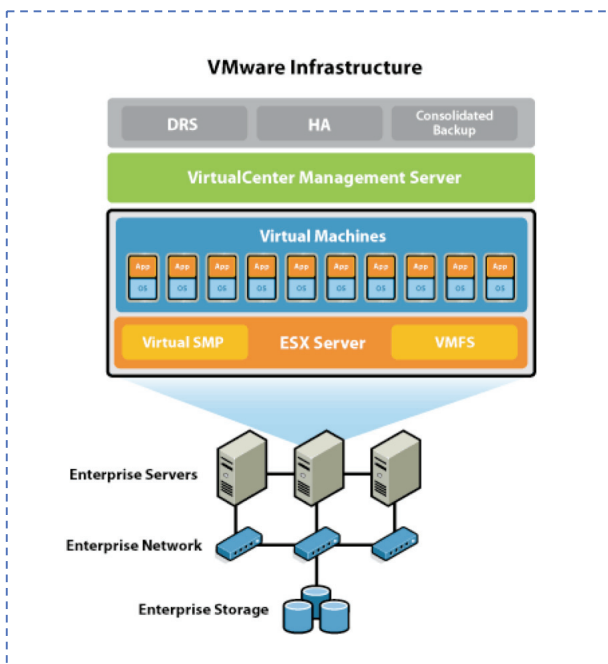 VMware Infrastructure
DRS
HA
Consolidated
Backup
VirtualCenter Management Server
Virtual Machines
App App App App App App App App App App
OS OS OS OS OS OS OS OS OS OS
Virtual SMP
ESX Server
VMFS
Enterprise Servers
Enterprise Network
Enterprise Storage